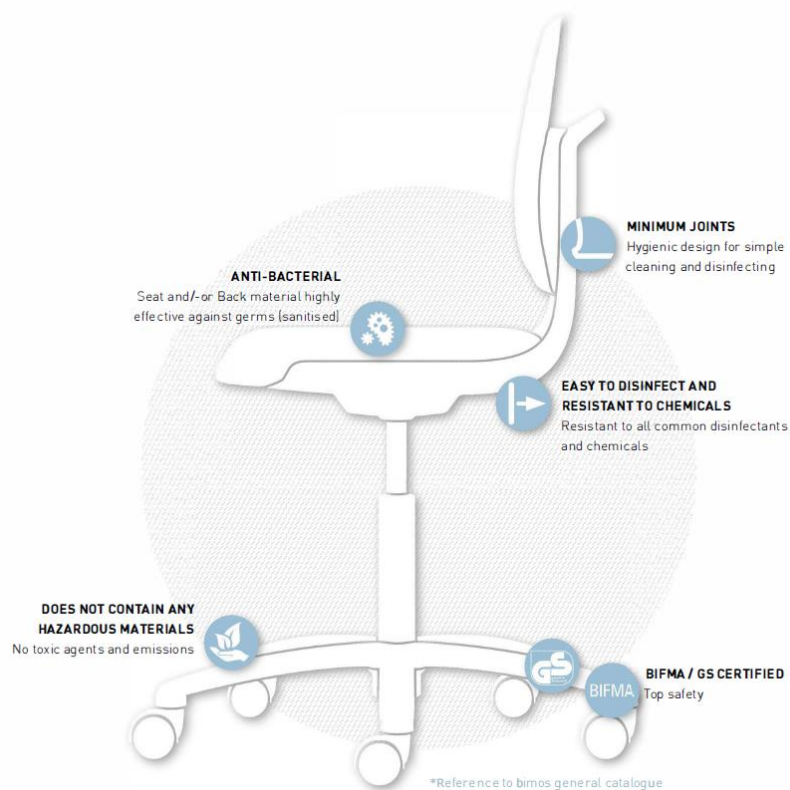 MINIMUM JOINTS
Hygienic design for simple
cleaning and disinfecting
ANTI-BACTERIAL
Seat and/-or Back material highly
effective against germs (sanitised)
EASY TO DISINFECT AND
RESISTANT TO CHEMICALS
Resistant to all common disinfectants
and chemicals
DOES NOT CONTAIN ANY
HAZARDOUS MATERIALS
No toxic agents and emissions
GS
BIFMA
BIFMA / GS CERTIFIED
Top safety
*Reference to bimos general catalogue